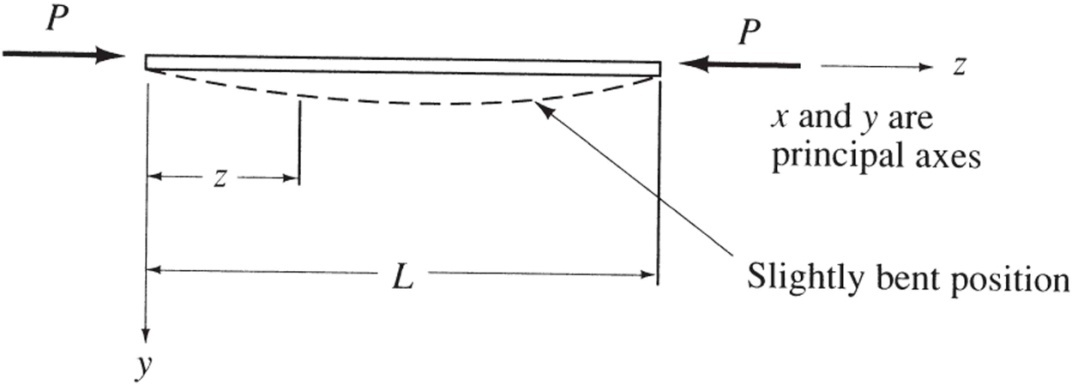 P
P
z
x and y are
principal axes
z
L
Slightly bent position
y